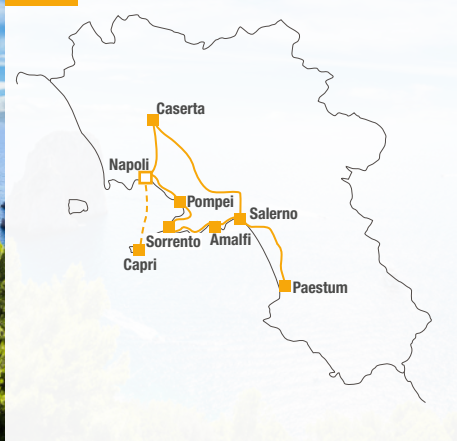 Caserta
Napoli
Pompei
Salerno
Sorrento
Amalfi
Capri
Paestum